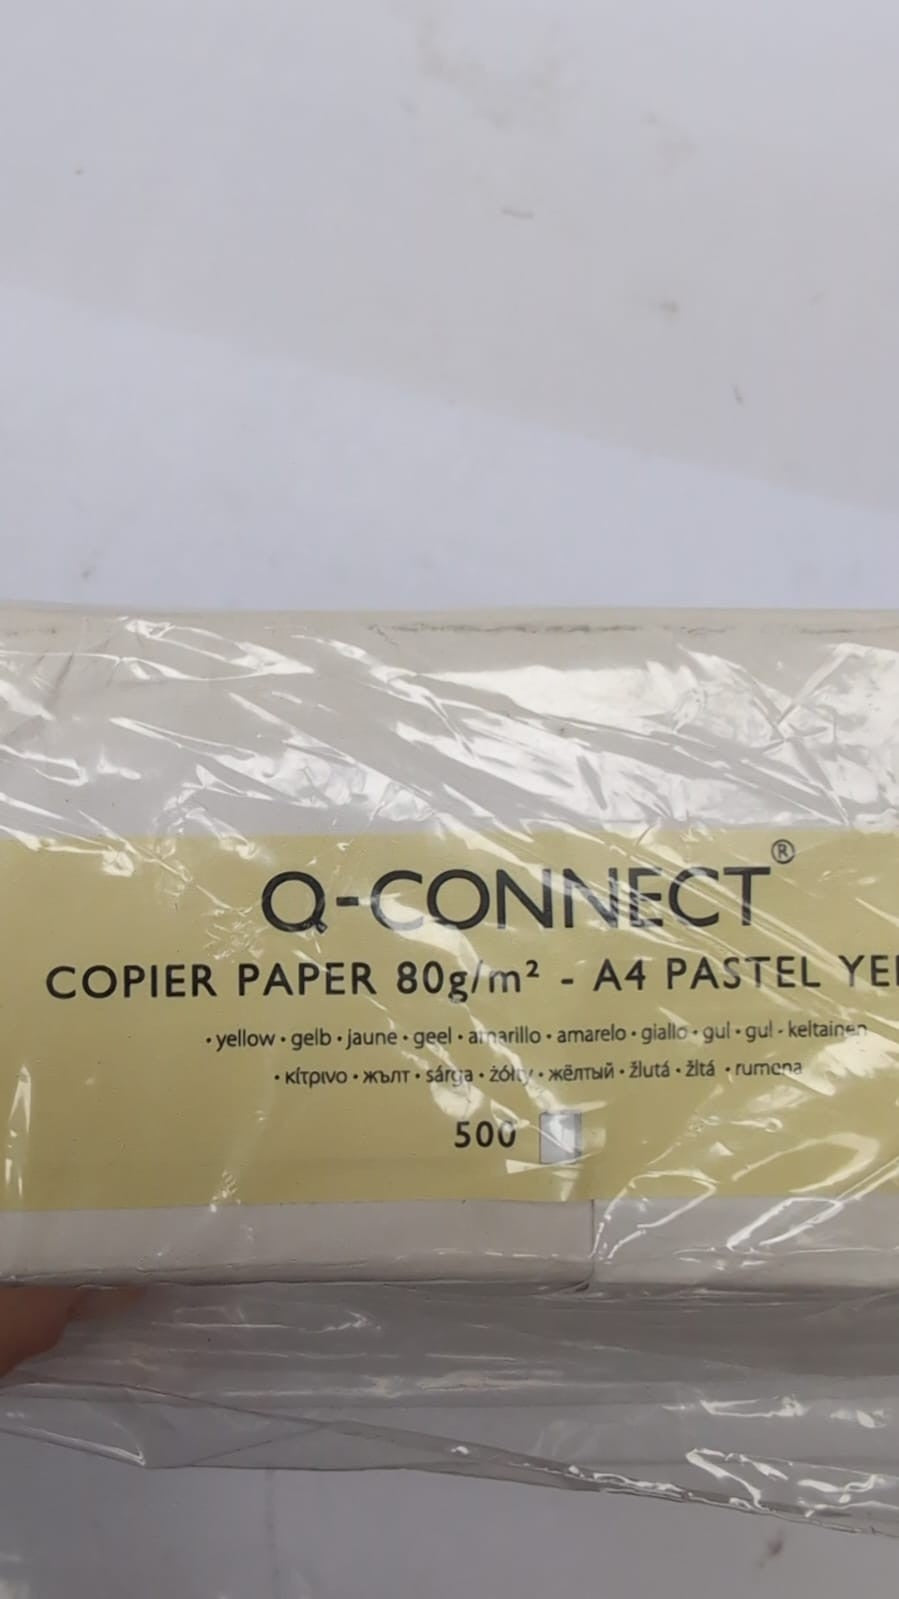 Q-CONNECT®
COPIER PAPER 80g/m² - A4 PASTEL YEL
• yellow • gelb • jaune • geel • amarillo • amarelo • giallo • gul • gul • keltainen
• κίτρινο • жълт • sárga • żółty • жёлтый • žlutá • žltá • rumena
500